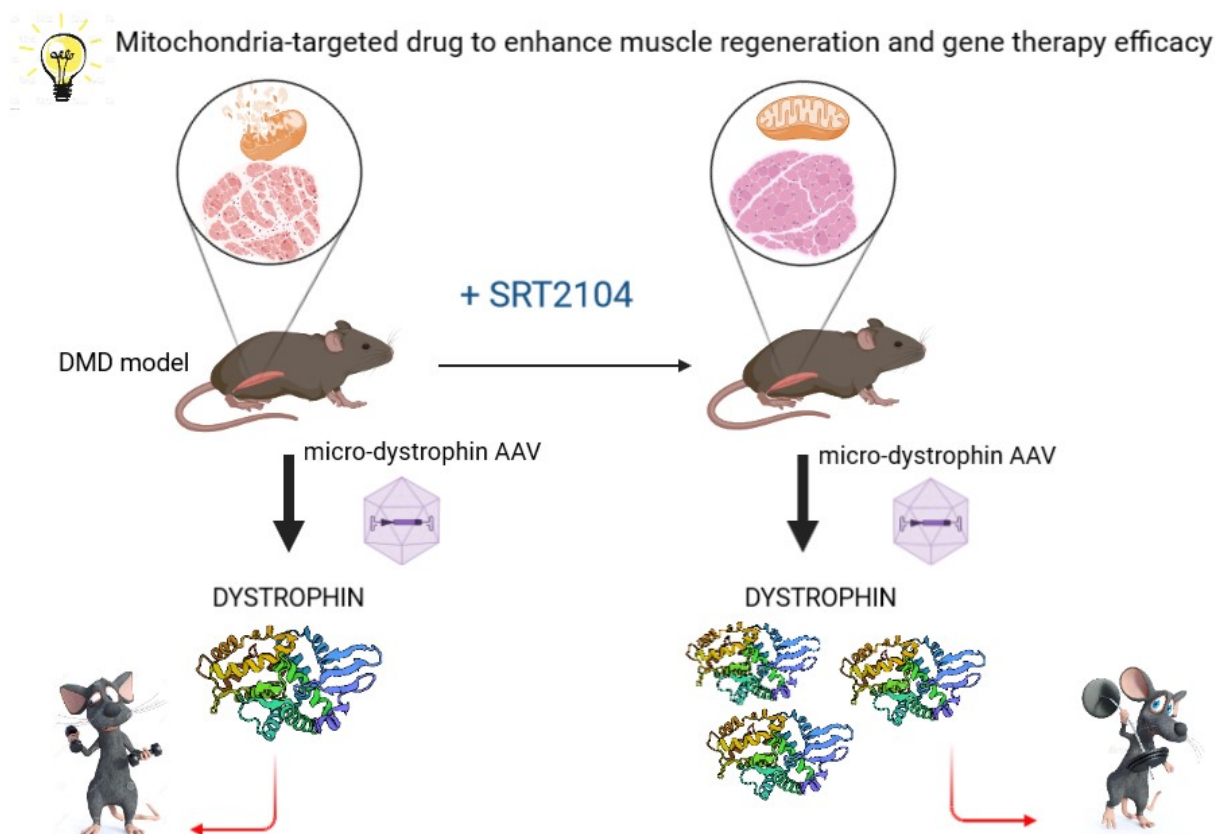 Mitochondria-targeted drug to enhance muscle regeneration and gene therapy efficacy
+ SRT2104
DMD model
micro-dystrophin AAV
micro-dystrophin AAV
DYSTROPHIN
DYSTROPHIN